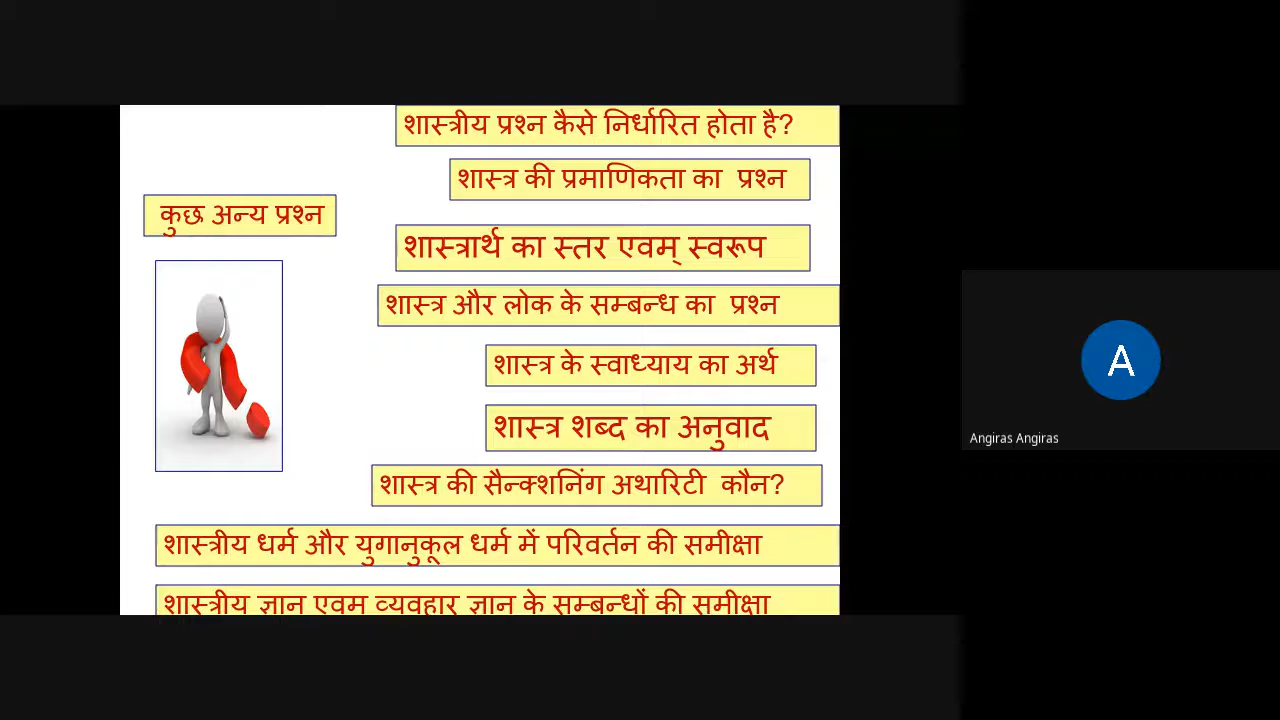 शास्त्रीय प्रश्न कैसे निर्धारित होता है?
शास्त्र की प्रमाणिकता का प्रश्न
कुछ अन्य प्रश्न
शास्त्रार्थ का स्तर एवम् स्वरूप
शास्त्र और लोक के सम्बन्ध का प्रश्न
शास्त्र के स्वाध्याय का अर्थ
शास्त्र शब्द का अनुवाद
शास्त्र की सैन्क्शनिंग अथारिटी कौन?
शास्त्रीय धर्म और युगानुकूल धर्म में परिवर्तन की समीक्षा
शास्त्रीय ज्ञान एवम व्यवहार ज्ञान के सम्बन्धों की समीक्षा
A
Angiras Angiras